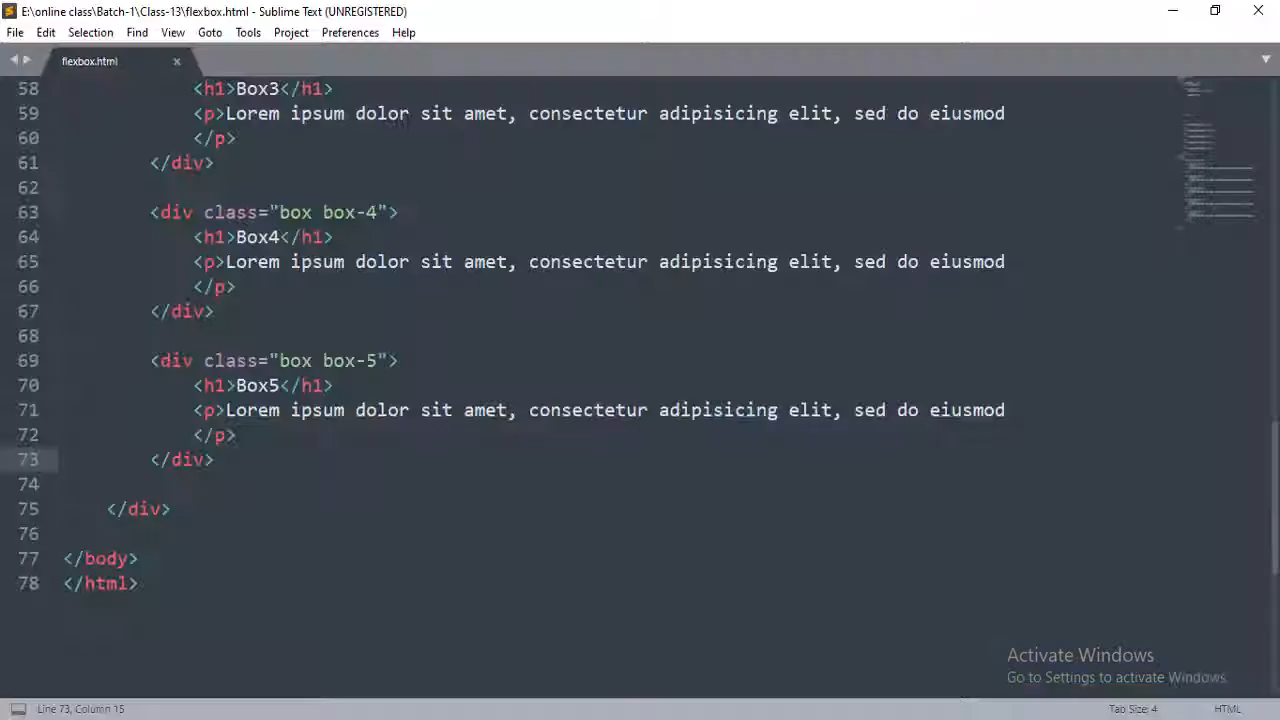 E:\online class\Batch-1\Class-13\flexbox.html - Sublime Text (UNREGISTERED)
File Edit Selection Find View Goto Tools Project Preferences Help
flexbox.html
58 <h1>Box3</h1>
59 <p>Lorem ipsum dolor sit amet, consectetur adipisicing elit, sed do eiusmod
60 </p>
61 </div>
62
63 <div class="box box-4">
64 <h1>Box4</h1>
65 <p>Lorem ipsum dolor sit amet, consectetur adipisicing elit, sed do eiusmod
66 </p>
67 </div>
68
69 <div class="box box-5">
70 <h1>Box5</h1>
71 <p>Lorem ipsum dolor sit amet, consectetur adipisicing elit, sed do eiusmod
72 </p>
73 </div>
74
75 </div>
76
77 </body>
78 </html>
Activate Windows
Go to Settings to activate Windows.
Line 73, Column 15 Tab Size: 4 HTML